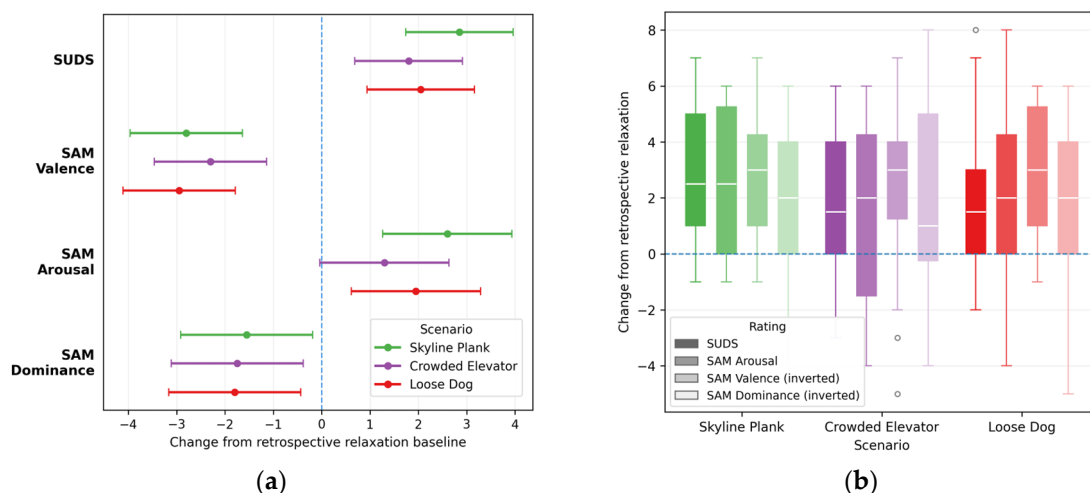 SUDS
SAM
Valence
SAM
Arousal
SAM
Dominance
Scenario
Skyline Plank
Crowded Elevator
Loose Dog
−4 −3 −2 −1 0 1 2 3 4
Change from retrospective relaxation baseline
(a)
Change from retrospective relaxation
8
6
4
2
0
−2
−4
Rating
SUDS
SAM Arousal
SAM Valence (inverted)
SAM Dominance (inverted)
Skyline Plank Crowded Elevator Loose Dog
Scenario
(b)